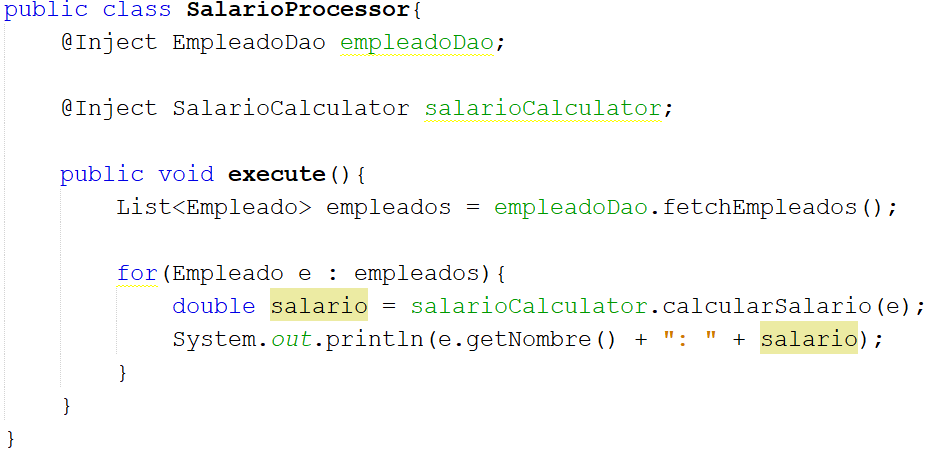 public class SalarioProcessor{
@Inject EmpleadoDao empleadoDao;
@Inject SalarioCalculator salarioCalculator;
public void execute(){
List<Empleado> empleados = empleadoDao.fetchEmpleados();
for(Empleado e : empleados){
double salario = salarioCalculator.calcularSalario(e);
System.out.println(e.getNombre() + ": " + salario);
}
}
}